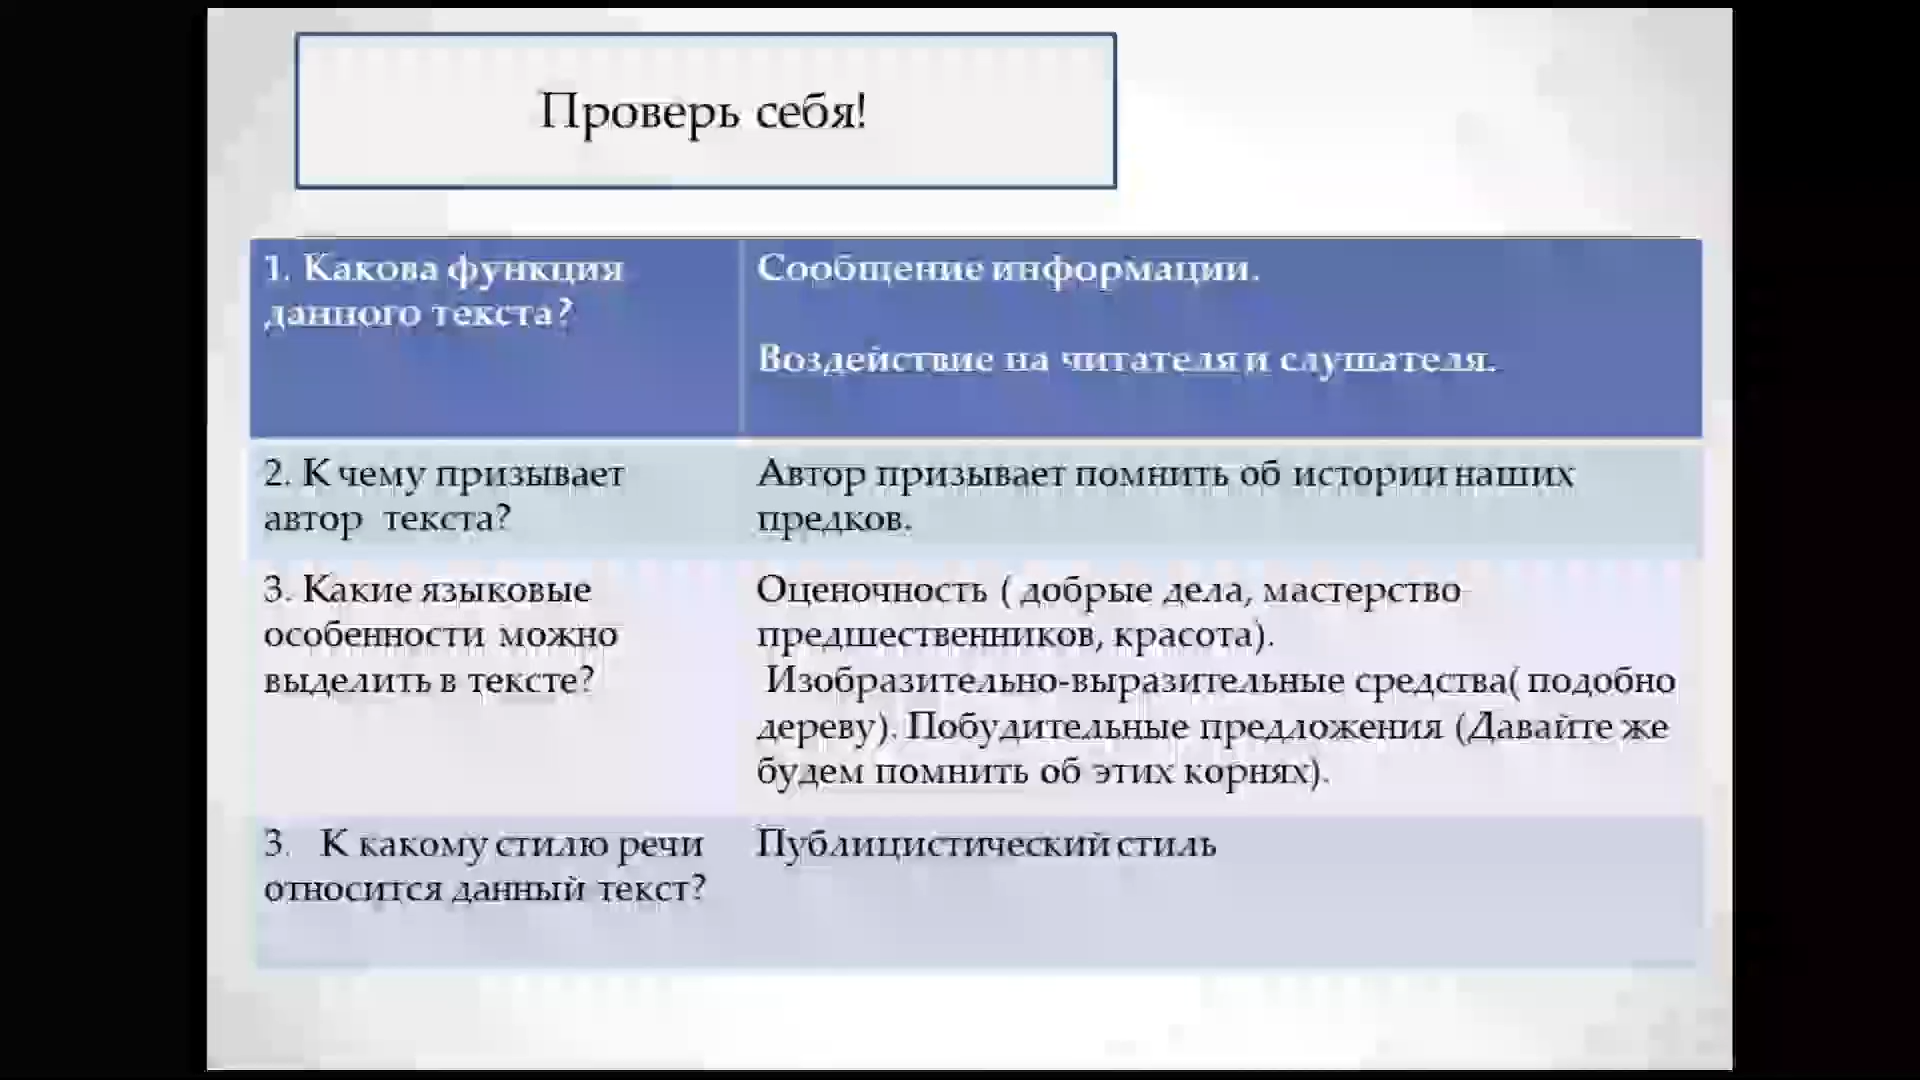 Проверь себя!
1. Какова функция
данного текста?
Сообщение информации.
Воздействие на читателя и слушателя.
2. К чему призывает
автор текста?
Автор призывает помнить об истории наших
предков.
3. Какие языковые
особенности можно
выделить в тексте?
Оценочность ( добрые дела, мастерство
предшественников, красота).
Изобразительно-выразительные средства( подобно
дереву). Побудительные предложения (Давайте же
будем помнить об этих корнях).
3. К какому стилю речи
относится данный текст?
Публицистический стиль